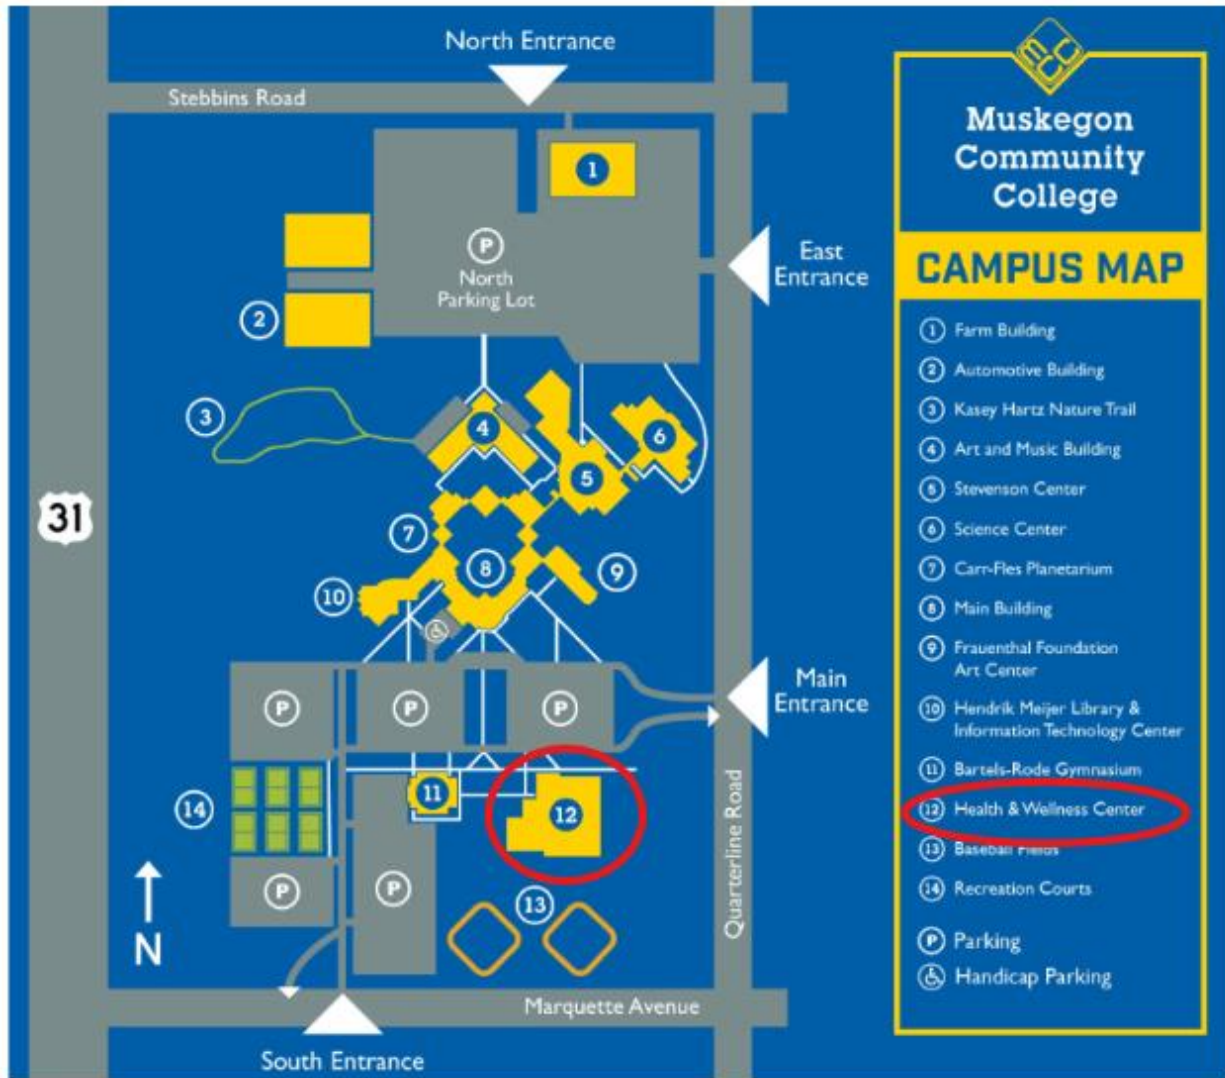 North Entrance
Stebbins Road
1
P
North
Parking Lot
East
Entrance
2
3
4
6
5
31
7
8
9
10
Main
Entrance
P
P
P
11
12
14
P
P
13
N
Quarterline Road
Marquette Avenue
South Entrance
MCC
Muskegon
Community
College
CAMPUS MAP
1 Farm Building
2 Automotive Building
3 Kasey Hartz Nature Trail
4 Art and Music Building
5 Stevenson Center
6 Science Center
7 Carr-Fles Planetarium
8 Main Building
9 Frauenthal Foundation
Art Center
10 Hendrik Meijer Library &
Information Technology Center
11 Bartels-Rode Gymnasium
12 Health & Wellness Center
13 Baseball Fields
14 Recreation Courts
P Parking
Handicap Parking